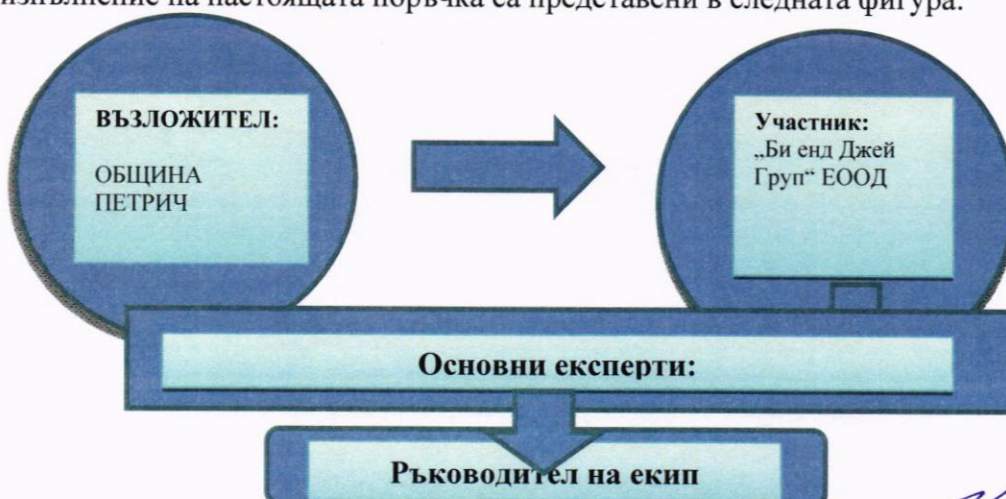 изпълнение на настоящата поръчка са представени в следната фигура:
ВЪЗЛОЖИТЕЛ:
ОБЩИНА
ПЕТРИЧ
Участник:
„Би енд Джей
Груп“ ЕООД
Основни експерти:
Ръководител на екип